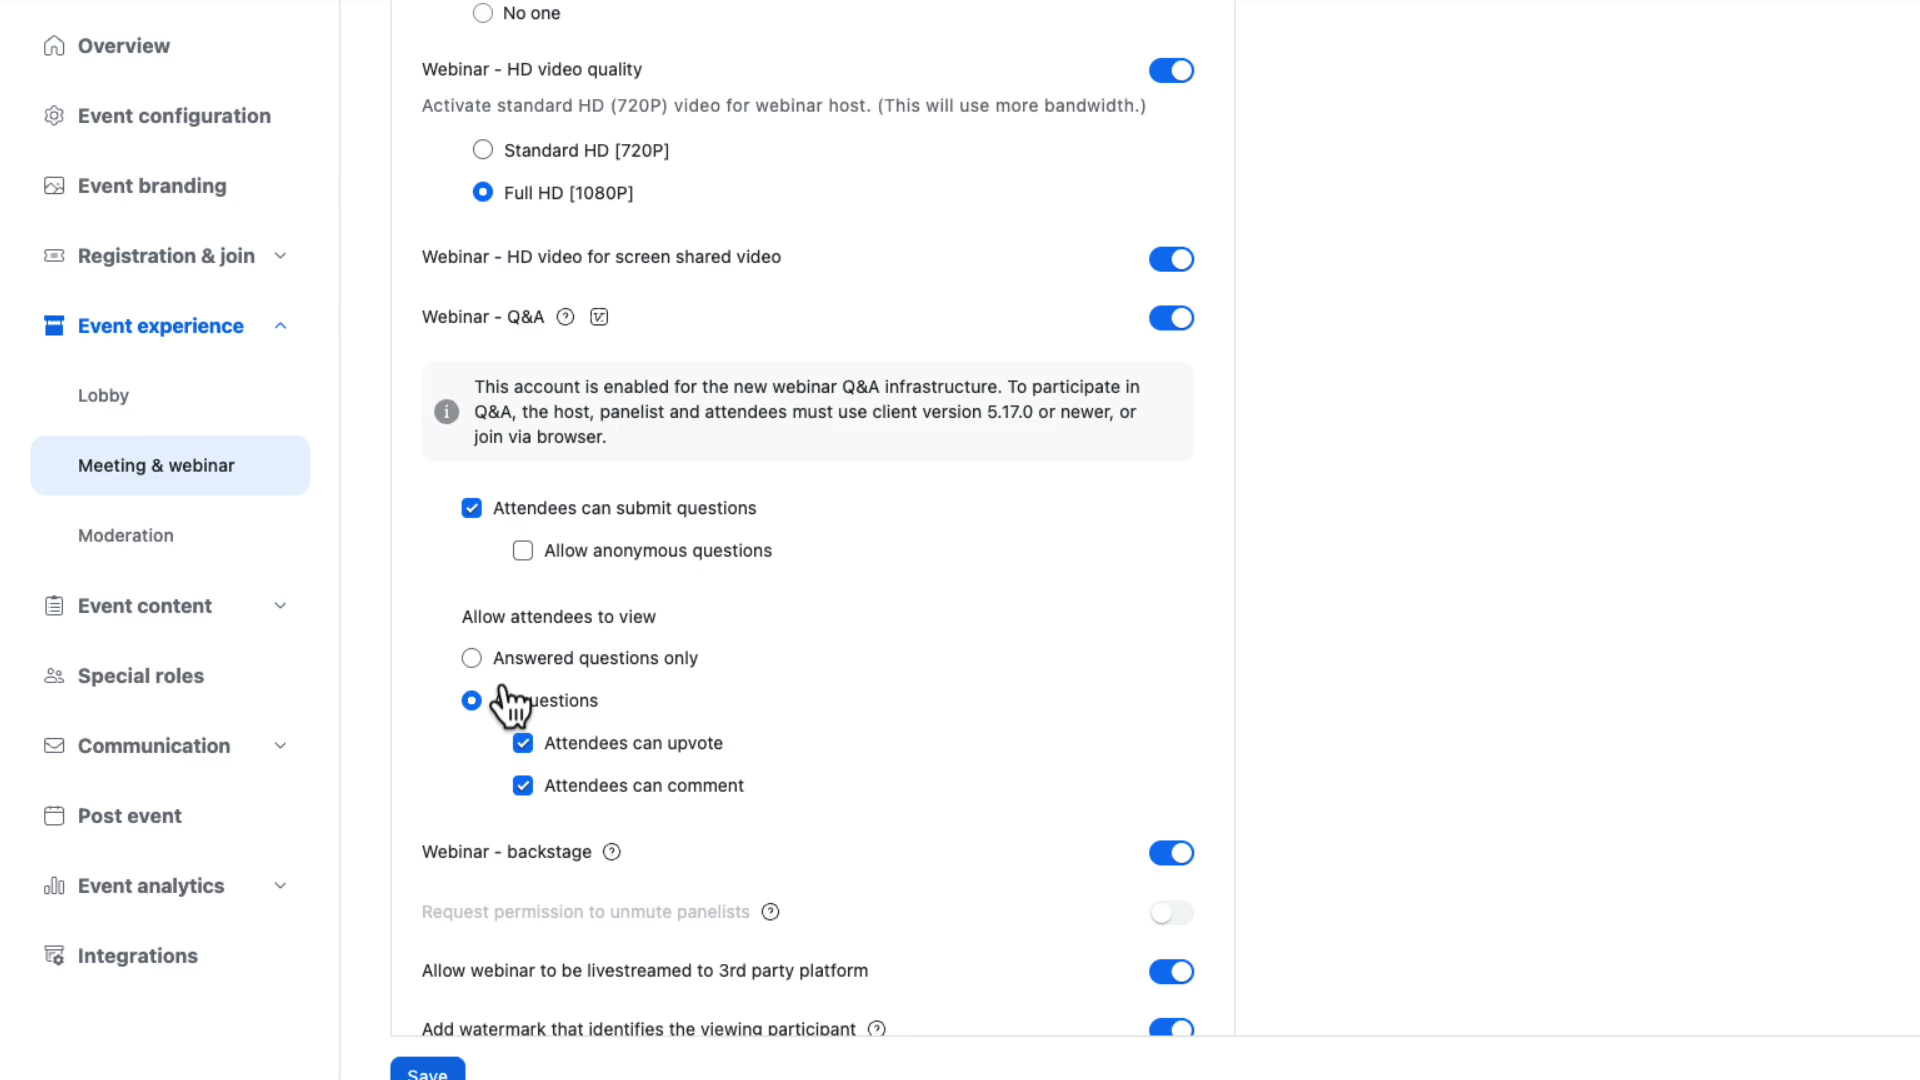 Overview
Event configuration
Event branding
Registration & join
Event experience
Lobby
Meeting & webinar
Moderation
Event content
Special roles
Communication
Post event
Event analytics
Integrations
No one
Webinar - HD video quality
Activate standard HD (720P) video for webinar host. (This will use more bandwidth.)
Standard HD [720P]
Full HD [1080P]
Webinar - HD video for screen shared video
Webinar - Q&A
This account is enabled for the new webinar Q&A infrastructure. To participate in
Q&A, the host, panelist and attendees must use client version 5.17.0 or newer, or
join via browser.
Attendees can submit questions
Allow anonymous questions
Allow attendees to view
Answered questions only
uestions
Attendees can upvote
Attendees can comment
Webinar - backstage
Request permission to unmute panelists
Allow webinar to be livestreamed to 3rd party platform
Add watermark that identifies the viewing participant
Save